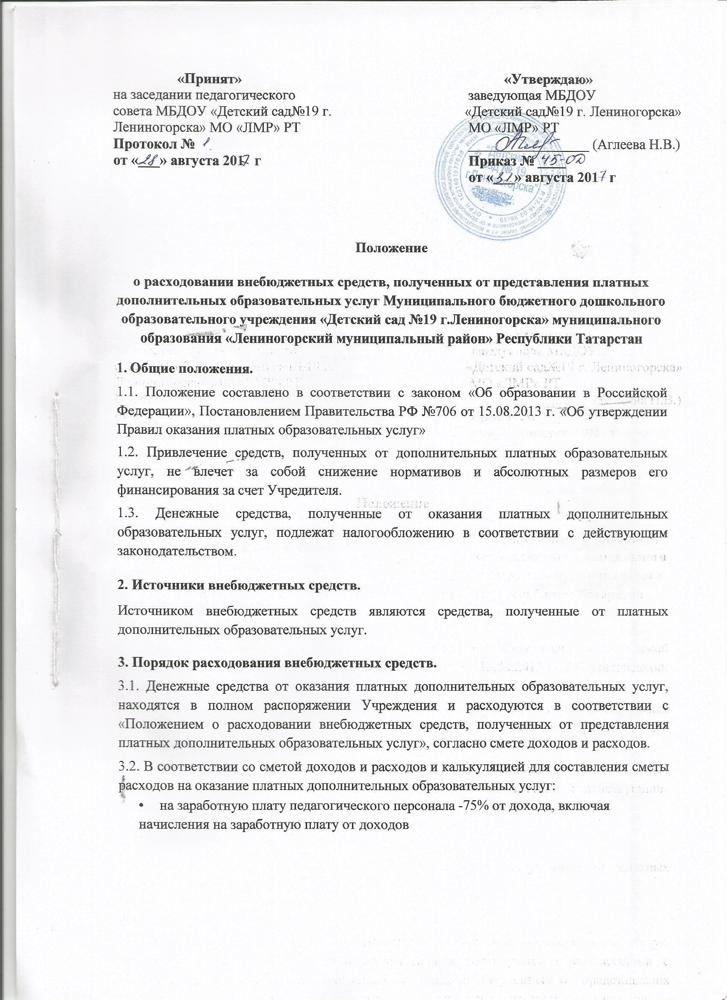 «Принят»
на заседании педагогического
совета МБДОУ «Детский сад№19 г.
Лениногорска» МО «ЛМР» РТ
Протокол № 1
от «28» августа 2017 г
«Утверждаю»
заведующая МБДОУ
«Детский сад№19 г. Лениногорска»
МО «ЛМР» РТ
(Аглеева Н.В.)
Приказ № 45-ОД
от «31» августа 2017 г
"Детский
сад № 19
г.Лениногорска"
Положение
о расходовании внебюджетных средств, полученных от представления платных
дополнительных образовательных услуг Муниципального бюджетного дошкольного
образовательного учреждения «Детский сад №19 г.Лениногорска» муниципального
образования «Лениногорский муниципальный район» Республики Татарстан
1. Общие положения.
1.1. Положение составлено в соответствии с законом «Об образовании в Российской
Федерации», Постановлением Правительства РФ №706 от 15.08.2013 г. «Об утверждении
Правил оказания платных образовательных услуг»
1.2. Привлечение средств, полученных от дополнительных платных образовательных
услуг, не влечет за собой снижение нормативов и абсолютных размеров его
финансирования за счет Учредителя.
1.3. Денежные средства, полученные от оказания платных дополнительных
образовательных услуг, подлежат налогообложению в соответствии с действующим
законодательством.
2. Источники внебюджетных средств.
Источником внебюджетных средств являются средства, полученные от платных
дополнительных образовательных услуг.
3. Порядок расходования внебюджетных средств.
3.1. Денежные средства от оказания платных дополнительных образовательных услуг,
находятся в полном распоряжении Учреждения и расходуются в соответствии с
«Положением о расходовании внебюджетных средств, полученных от представления
платных дополнительных образовательных услуг», согласно смете доходов и расходов.
3.2. В соответствии со сметой доходов и расходов и калькуляцией для составления сметы
расходов на оказание платных дополнительных образовательных услуг:
• на заработную плату педагогического персонала -75% от дохода, включая
начисления на заработную плату от доходов